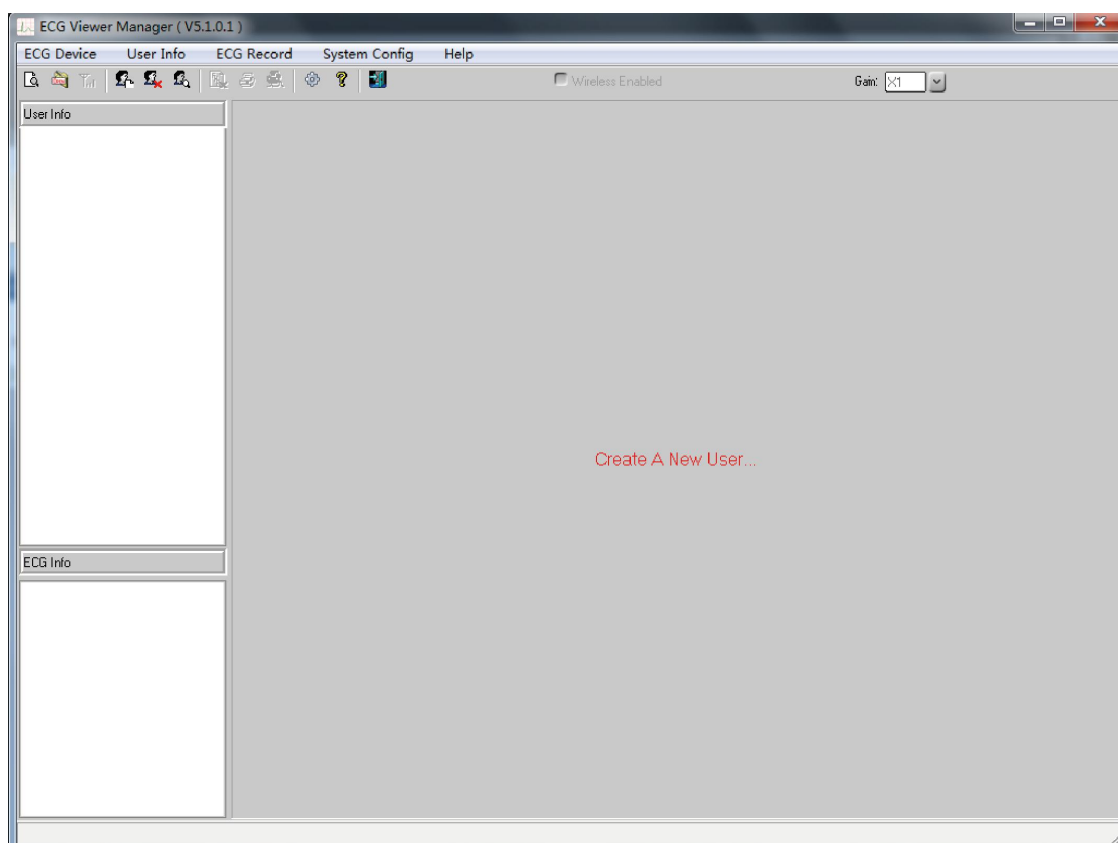 ECG Viewer Manager ( V5.1.0.1 )
ECG Device User Info ECG Record System Config Help
Wireless Enabled Gain: X1
User Info
Create A New User...
ECG Info